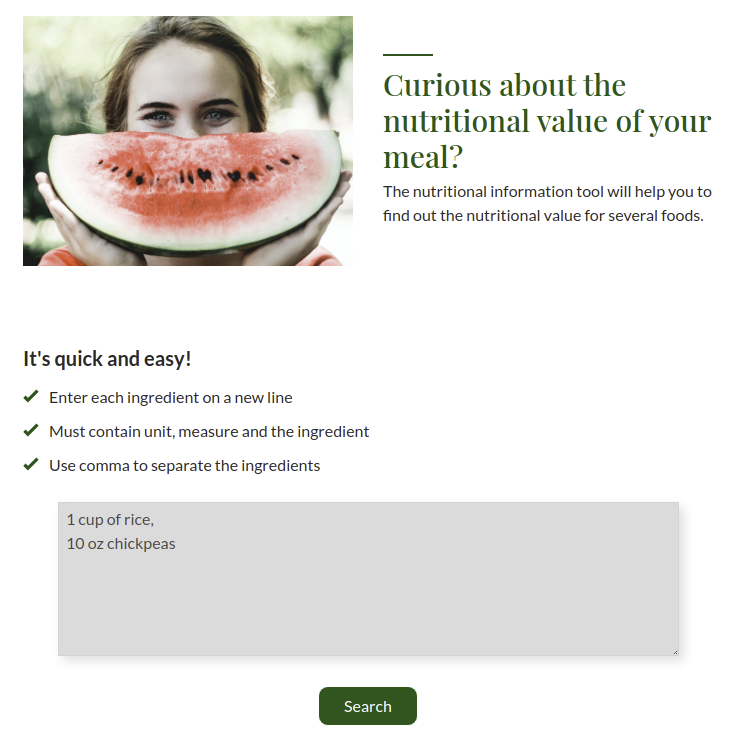 Curious about the
nutritional value of your
meal?
The nutritional information tool will help you to
find out the nutritional value for several foods.
It's quick and easy!
Enter each ingredient on a new line
Must contain unit, measure and the ingredient
Use comma to separate the ingredients
1 cup of rice,
10 oz chickpeas
Search